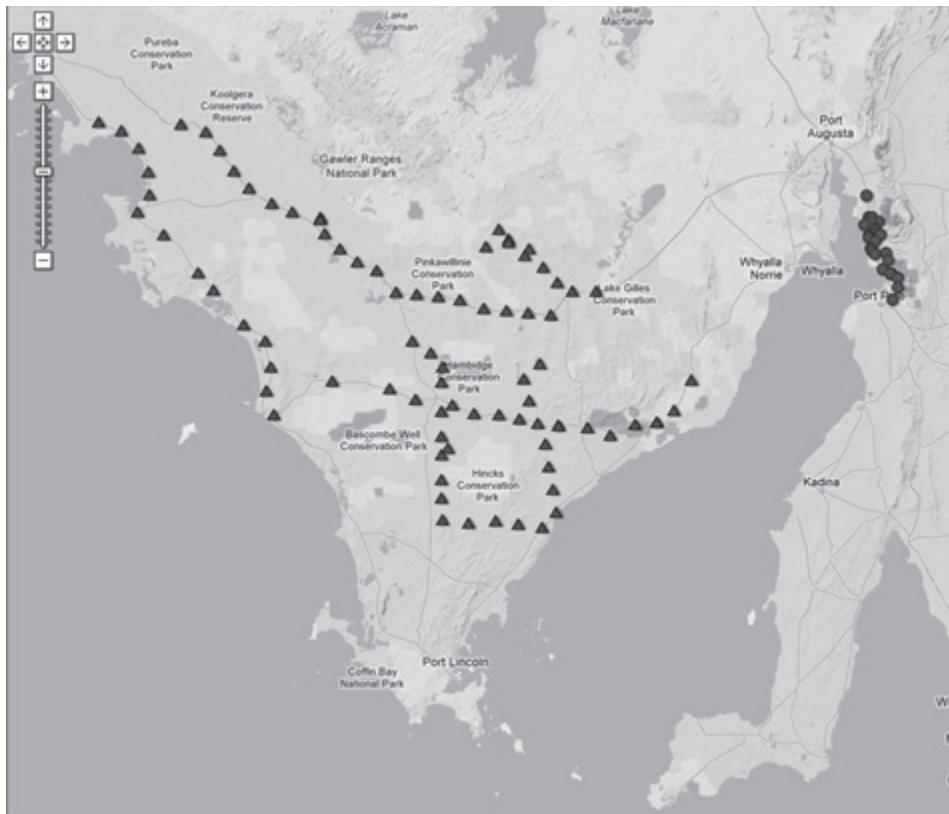 Lake
Acraman
Lake
Macfarlane
Pureba
Conservation
Park
Koolgera
Conservation
Reserve
Port
Augusta
Gawler Ranges
National Park
Pinkawillinie
Conservation
Park
Whyalla
Norrie
Whyalla
Lake Gilles
Conservation
Park
Port
Hambidge
Conservation
Park
Bascombe Well
Conservation Park
Hincks
Conservation
Park
Kadina
Port Lincoln
Coffin Bay
National Park